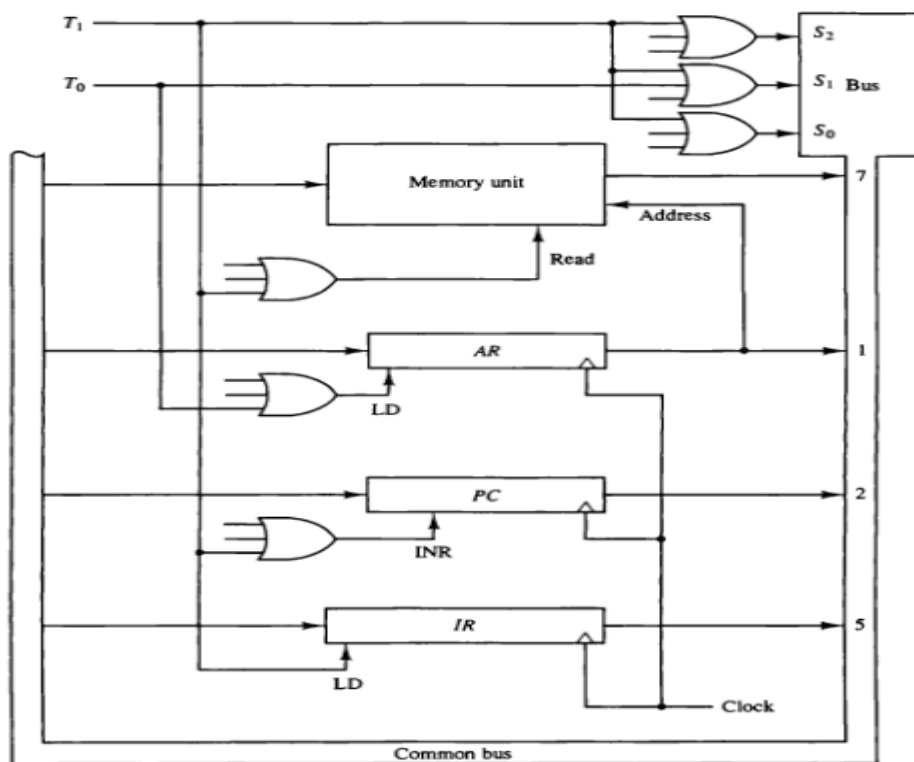 T₁
S₂
T₀
S₁ Bus
S₀
Memory unit
7
Address
Read
AR
1
LD
PC
2
INR
IR
5
LD
Clock
Common bus